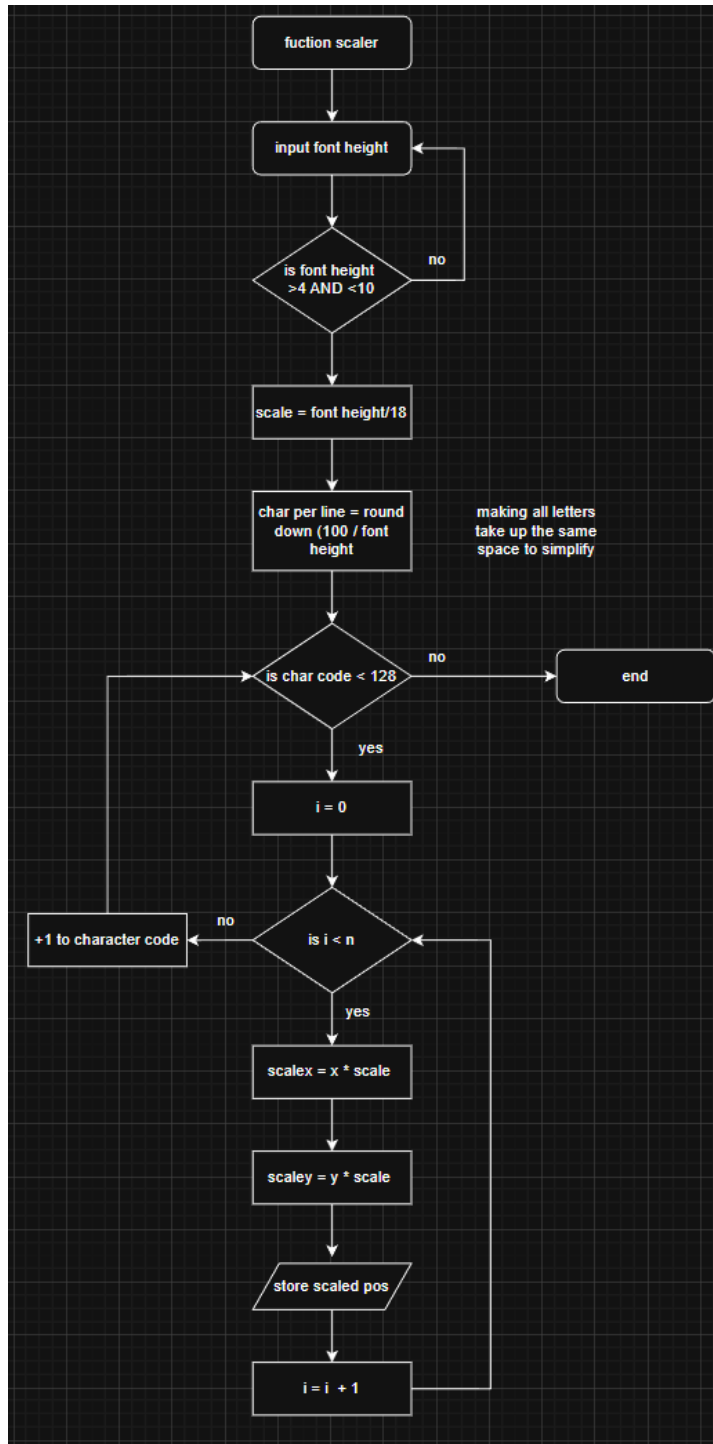 fuction scaler
input font height
is font height
>4 AND <10
no
scale = font height/18
char per line = round
down (100 / font
height
making all letters
take up the same
space to simplify
is char code < 128
no
end
yes
i = 0
is i < n
no
+1 to character code
yes
scalex = x * scale
scaley = y * scale
store scaled pos
i = i + 1